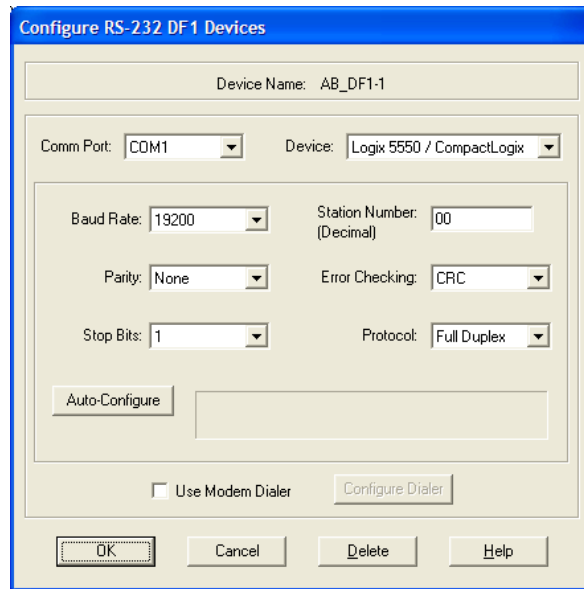 Configure RS-232 DF1 Devices
Device Name: AB_DF1-1
Comm Port: COM1 Device: Logix 5550 / CompactLogix
Baud Rate: 19200 Station Number: 00
(Decimal)
Parity: None Error Checking: CRC
Stop Bits: 1 Protocol: Full Duplex
Auto-Configure
Use Modem Dialer Configure Dialer
OK Cancel Delete Help